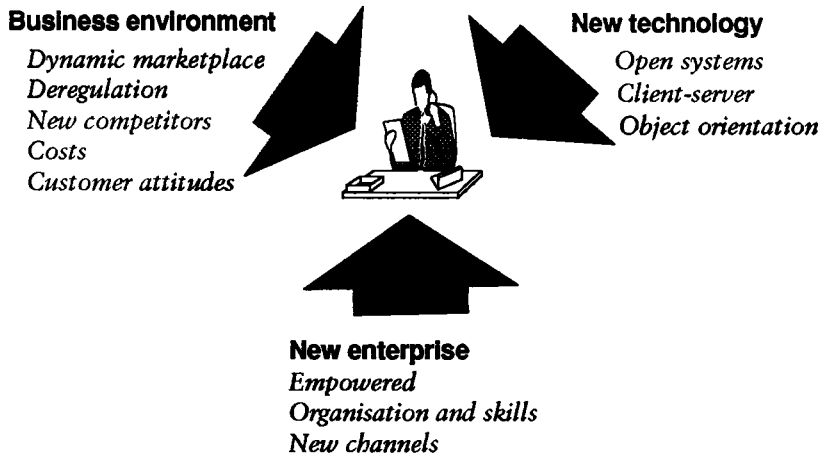 Business environment
Dynamic marketplace
Deregulation
New competitors
Costs
Customer attitudes
New technology
Open systems
Client-server
Object orientation
New enterprise
Empowered
Organisation and skills
New channels